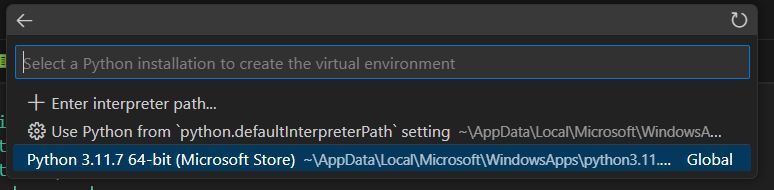 Select a Python installation to create the virtual environment
Enter interpreter path...
Use Python from `python.defaultInterpreterPath` setting ~\AppData\Local\Microsoft\WindowsA...
Python 3.11.7 64-bit (Microsoft Store) ~\AppData\Local\Microsoft\WindowsApps\python3.11.... Global